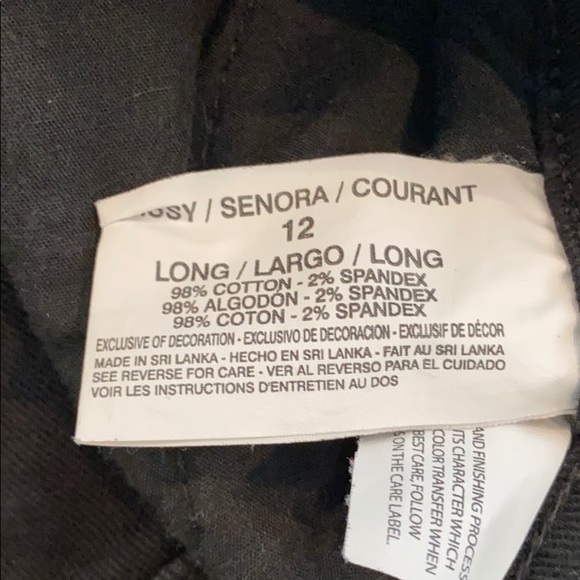 / SENORA / COURANT
12
LONG / LARGO / LONG
98% COTTON - 2% SPANDEX
98% ALGODON - 2% SPANDEX
98% COTON - 2% SPANDEX
EXCLUSIVE OF DECORATION - EXCLUSIVO DE DECORACION - EXCLUSIF DE DÉCOR
MADE IN SRI LANKA - HECHO EN SRI LANKA - FAIT AU SRI LANKA
SEE REVERSE FOR CARE - VER AL REVERSO PARA EL CUIDADO
VOIR LES INSTRUCTIONS D'ENTRETIEN AU DOS
AND FINISHING PROCESS
ITS CHARACTER WHICH
COLOR TRANSFER WHEN
BEST CARE, FOLLOW
ON THE CARE LABEL.